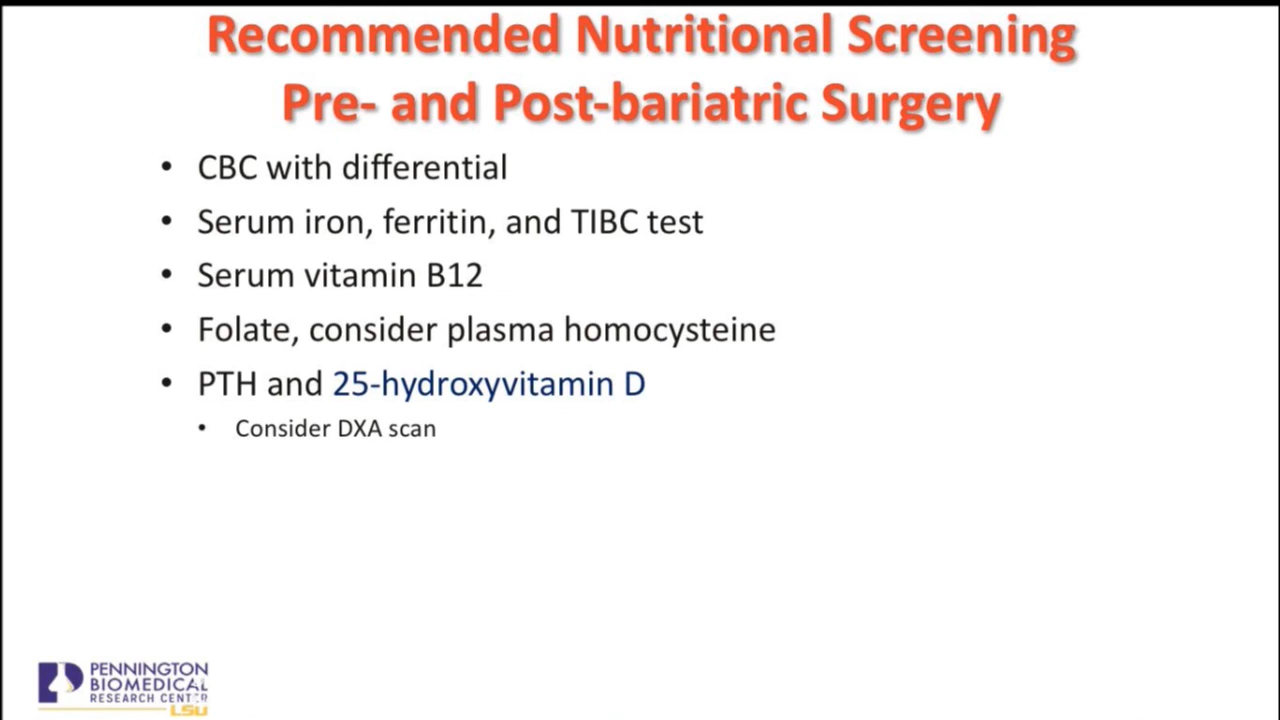 Recommended Nutritional Screening
Pre- and Post-bariatric Surgery
• CBC with differential
• Serum iron, ferritin, and TIBC test
• Serum vitamin B12
• Folate, consider plasma homocysteine
• PTH and 25-hydroxyvitamin D
• Consider DXA scan
PENNINGTON
BIOMEDICAL
RESEARCH CENTER
LSU